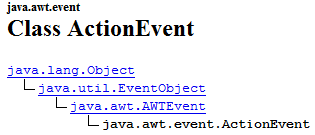 java.awt.event
Class ActionEvent
java.lang.Object
java.util.EventObject
java.awt.AWTEvent
java.awt.event.ActionEvent